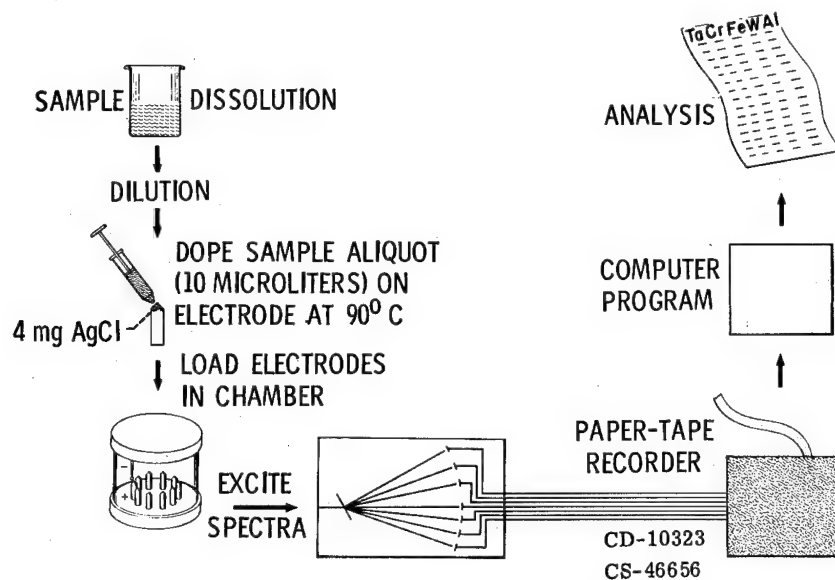 SAMPLE DISSOLUTION
DILUTION
DOPE SAMPLE ALIQUOT
(10 MICROLITERS) ON
ELECTRODE AT 90⁰ C
4 mg AgCl
LOAD ELECTRODES
IN CHAMBER
−
+
EXCITE
SPECTRA
PAPER-TAPE
RECORDER
CD-10323
CS-46656
COMPUTER
PROGRAM
ANALYSIS
TaCrFeWAl